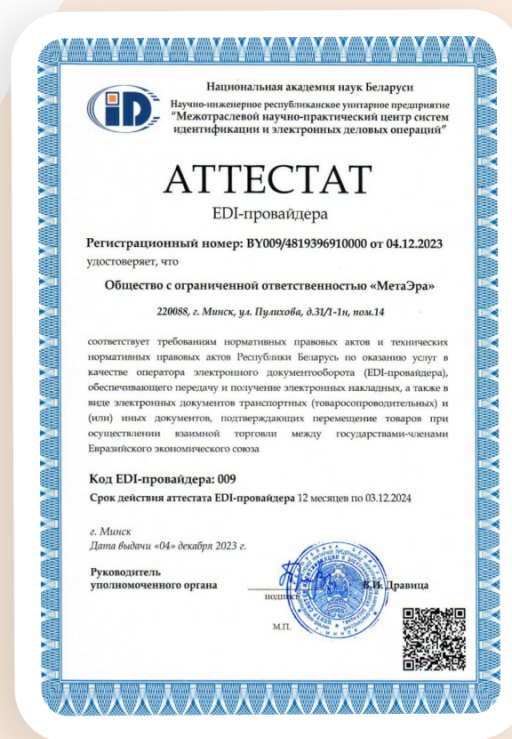 iD
Национальная академия наук Беларуси
Научно-инженерное республиканское унитарное предприятие
"Межотраслевой научно-практический центр систем
идентификации и электронных деловых операций"
АТТЕСТАТ
EDI-провайдера
Регистрационный номер: BY009/4819396910000 от 04.12.2023
удостоверяет, что
Общество с ограниченной ответственностью «МетаЭра»
220088, г. Минск, ул. Пулихова, д.31/1-1н, пом.14
соответствует требованиям нормативных правовых актов и технических
нормативных правовых актов Республики Беларусь по оказанию услуг в
качестве оператора электронного документооборота (EDI-провайдера),
обеспечивающего передачу и получение электронных накладных, а также в
виде электронных документов транспортных (товаросопроводительных) и
(или) иных документов, подтверждающих перемещение товаров при
осуществлении взаимной торговли между государствами-членами
Евразийского экономического союза
Код EDI-провайдера: 009
Срок действия аттестата EDI-провайдера 12 месяцев по 03.12.2024
г. Минск
Дата выдачи «04» декабря 2023 г.
Руководитель
уполномоченного органа
В.И. Дравица
подпись
М.П.